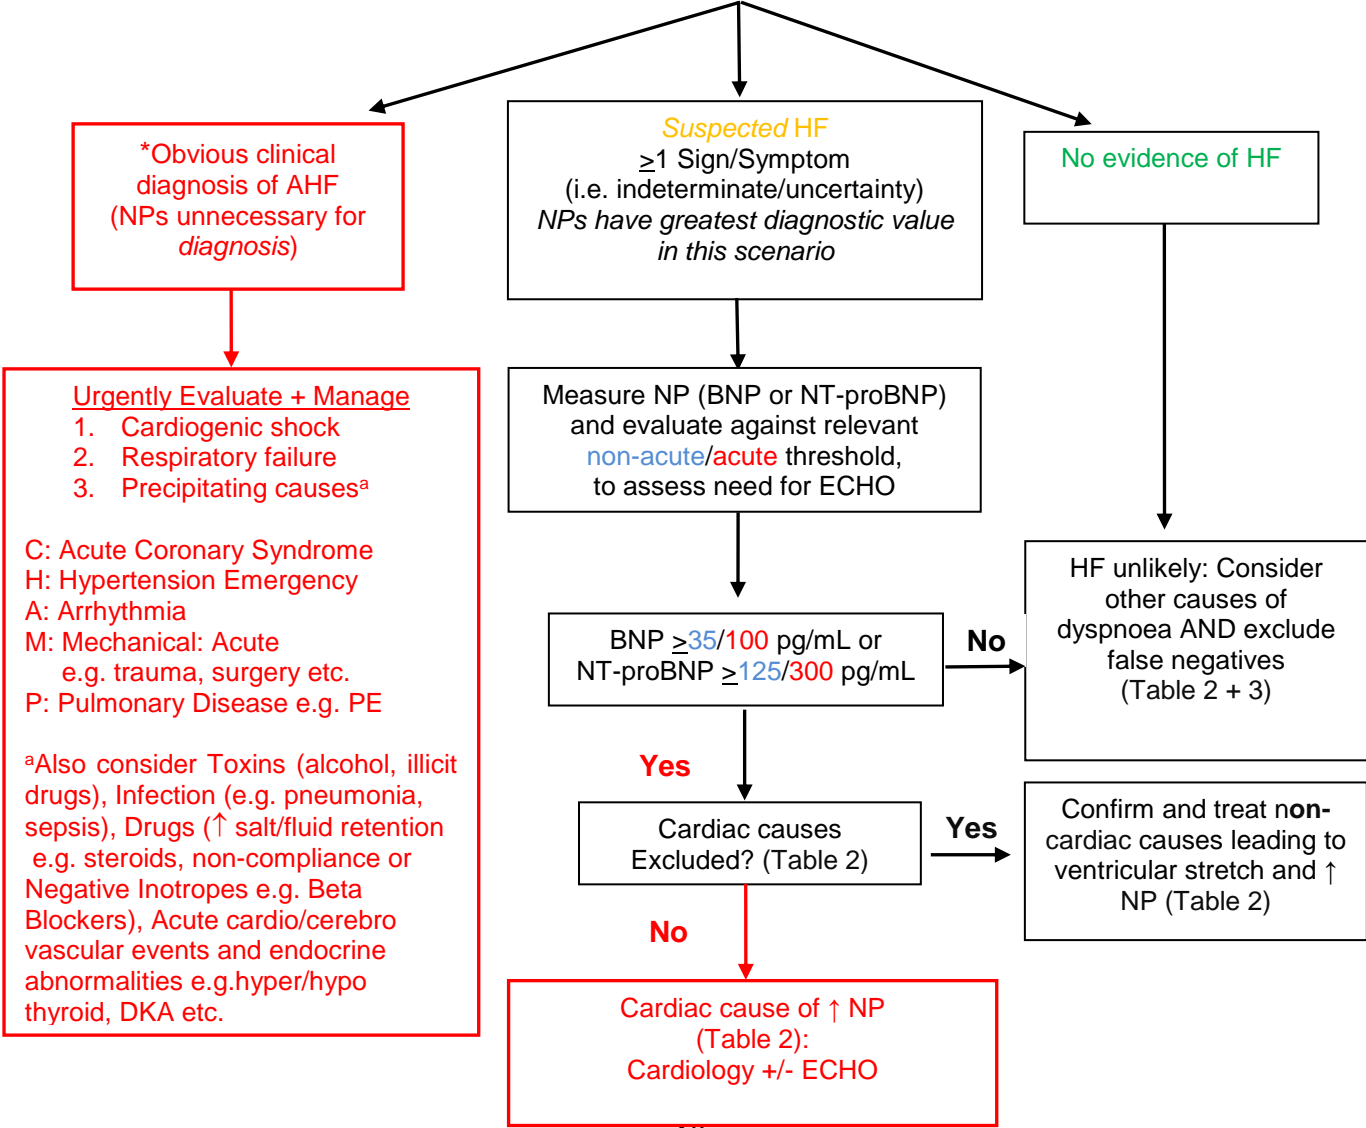 *Obvious clinical
diagnosis of AHF
(NPs unnecessary for
diagnosis)
Suspected HF
≥1 Sign/Symptom
(i.e. indeterminate/uncertainty)
NPs have greatest diagnostic value
in this scenario
No evidence of HF
Urgently Evaluate + Manage
1. Cardiogenic shock
2. Respiratory failure
3. Precipitating causesᵃ
C: Acute Coronary Syndrome
H: Hypertension Emergency
A: Arrhythmia
M: Mechanical: Acute
e.g. trauma, surgery etc.
P: Pulmonary Disease e.g. PE
ᵃAlso consider Toxins (alcohol, illicit
drugs), Infection (e.g. pneumonia,
sepsis), Drugs (↑ salt/fluid retention
e.g. steroids, non-compliance or
Negative Inotropes e.g. Beta
Blockers), Acute cardio/cerebro
vascular events and endocrine
abnormalities e.g.hyper/hypo
thyroid, DKA etc.
Measure NP (BNP or NT-proBNP)
and evaluate against relevant
non-acute/acute threshold,
to assess need for ECHO
BNP ≥35/100 pg/mL or
NT-proBNP ≥125/300 pg/mL
No
HF unlikely: Consider
other causes of
dyspnoea AND exclude
false negatives
(Table 2 + 3)
Yes
Cardiac causes
Excluded? (Table 2)
Yes
Confirm and treat non-
cardiac causes leading to
ventricular stretch and ↑
NP (Table 2)
No
Cardiac cause of ↑ NP
(Table 2):
Cardiology +/- ECHO